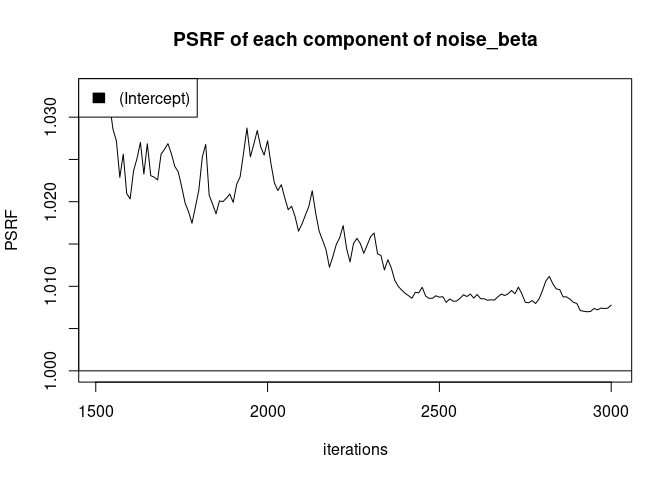 PSRF of each component of noise_beta
(Intercept)
PSRF
1.030
1.020
1.010
1.000
1500 2000 2500 3000
iterations